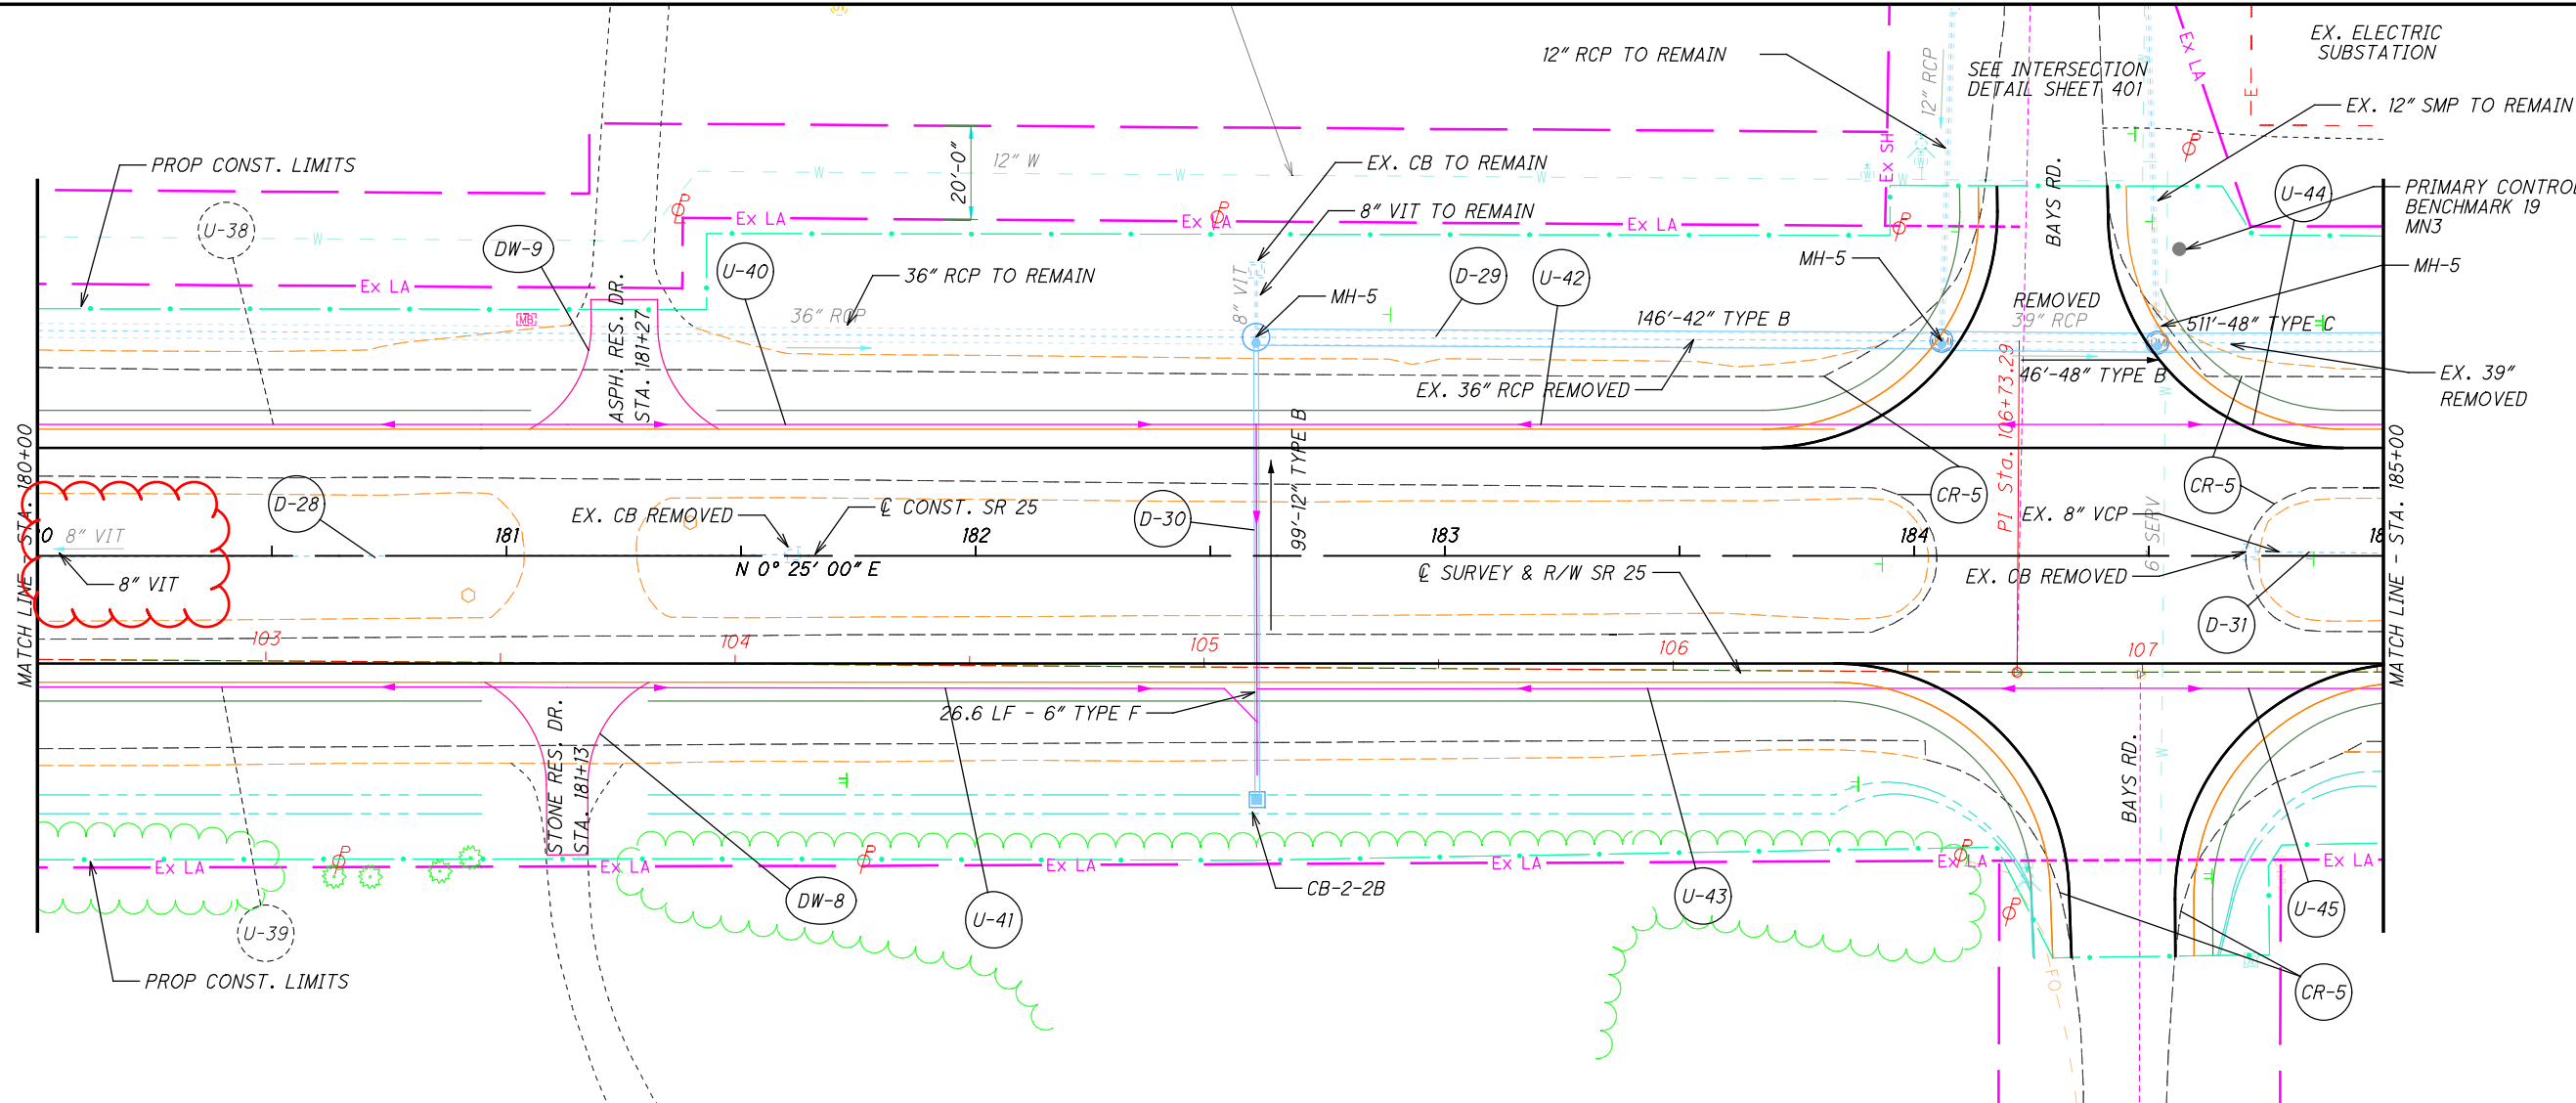 EX. ELECTRIC
SUBSTATION
12" RCP TO REMAIN
12" RCP
SEE INTERSECTION
DETAIL SHEET 401
Ex LA
E
EX. 12" SMP TO REMAIN
PROP CONST. LIMITS
20'-0"
12" W
W
W
W
W
EX. CB TO REMAIN
Ex SH
BAYS RD.
PRIMARY CONTROL
BENCHMARK 19
MN3
U-44
U-38
W
DW-9
Ex LA
Ex LA
Ex LA
8" VIT TO REMAIN
U-40
36" RCP TO REMAIN
8" VIT
D-29
U-42
MH-5
MH-5
Ex LA
ASPH. RES. DR.
STA. 181+27
MB
36" RCP
MH-5
146'-42" TYPE B
REMOVED
39" RCP
511'-48" TYPE C
46'-48" TYPE B
EX. 36" RCP REMOVED
EX. 39"
REMOVED
PI Sta. 106+73.29
MATCH LINE - STA. 180+00
99'-12" TYPE B
CR-5
CR-5
MATCH LINE - STA. 185+00
D-28
EX. CB REMOVED
℄ CONST. SR 25
D-30
EX. 8" VCP
6" SERV
8" VIT
181
182
183
184
8" VIT
N 0° 25' 00" E
℄ SURVEY & R/W SR 25
EX. CB REMOVED
D-31
103
104
105
106
107
26.6 LF - 6" TYPE F
STONE RES. DR.
STA. 181+13
BAYS RD.
W
Ex LA
Ex LA
Ex LA
Ex LA
Ex LA
Ex LA
CB-2-2B
DW-8
U-41
U-43
U-45
U-39
PROP CONST. LIMITS
CR-5
FO